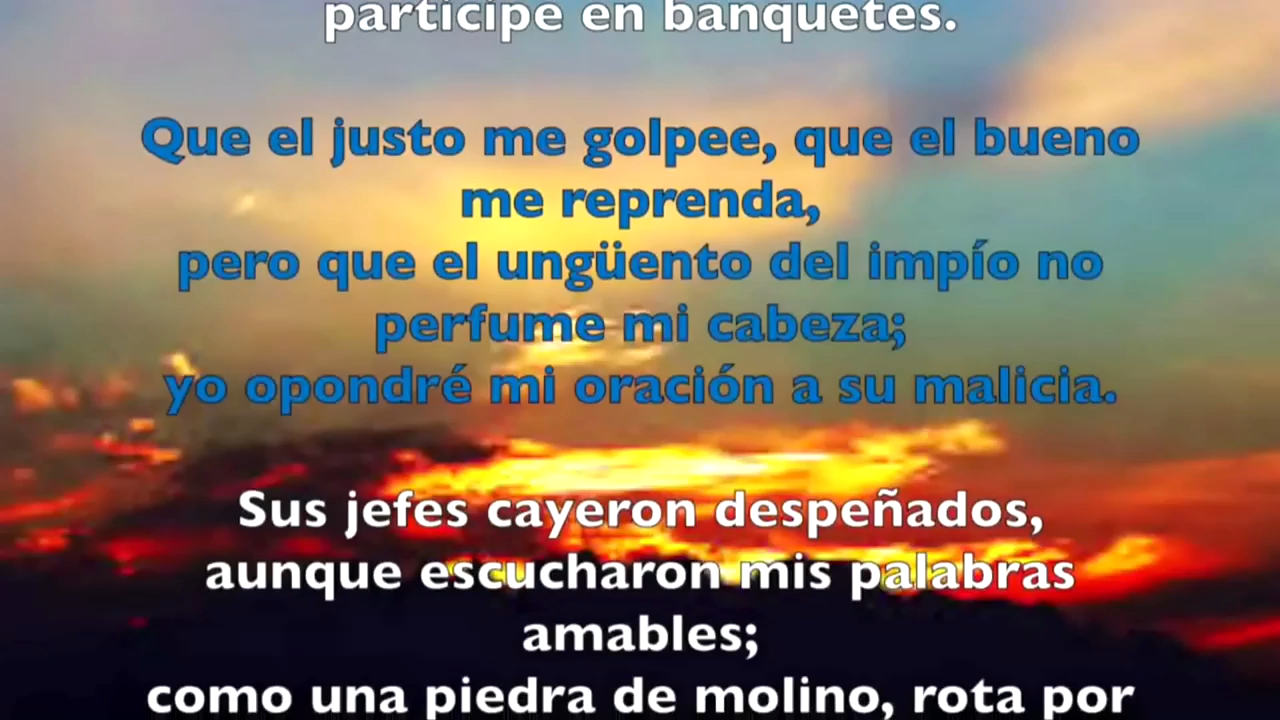 participe en banquetes.
Que el justo me golpee, que el bueno
me reprenda,
pero que el ungüento del impío no
perfume mi cabeza;
yo opondré mi oración a su malicia.
Sus jefes cayeron despeñados,
aunque escucharon mis palabras
amables;
como una piedra de molino, rota por